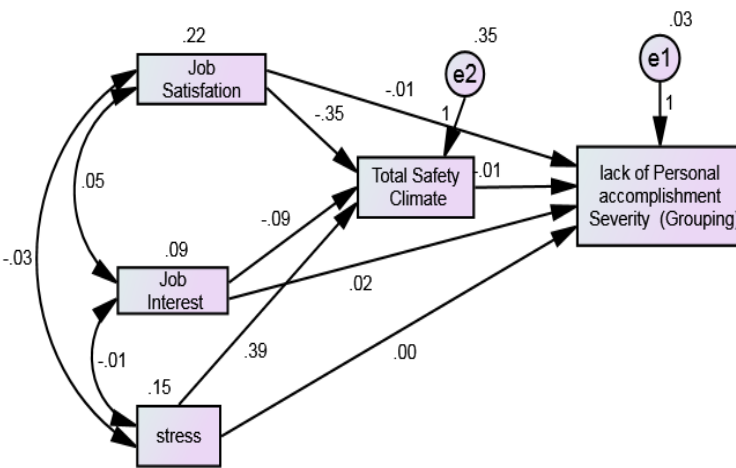 .22
Job
Satisfation
.35
e2
.03
e1
1
1
-.01
-.35
Total Safety
Climate
-.01
lack of Personal
accomplishment
Severity (Grouping)
.05
-.09
-.03
.09
Job
Interest
.02
-.01
.39
.00
.15
stress